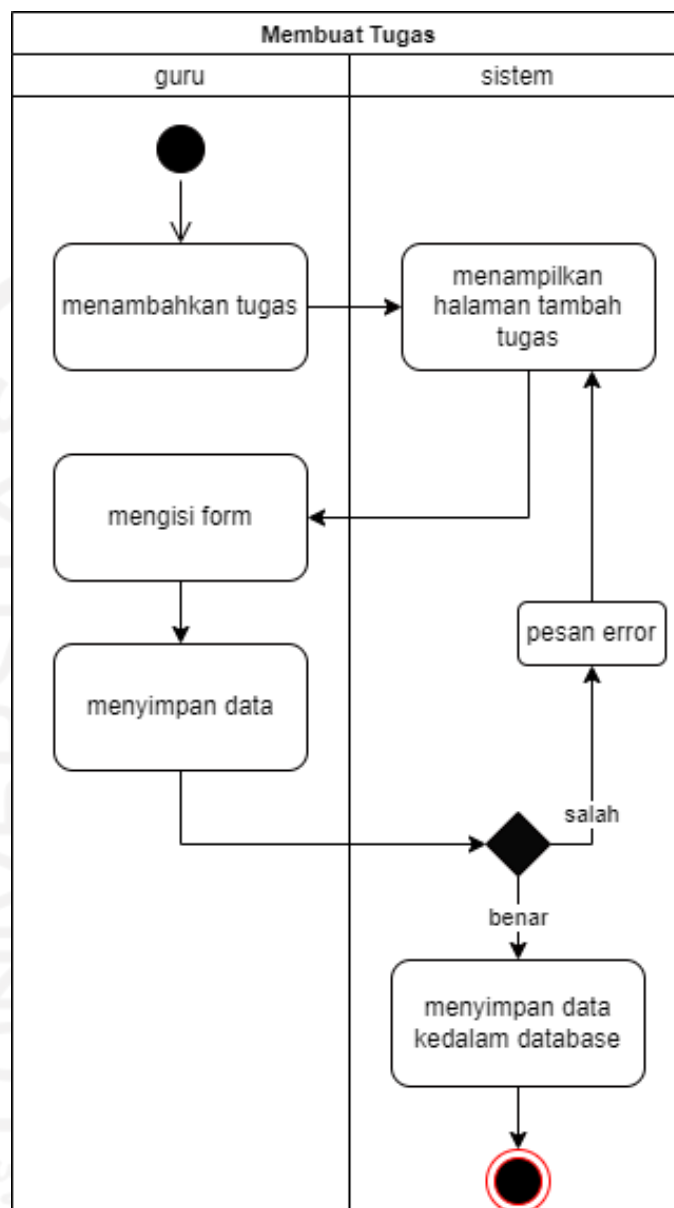 Membuat Tugas
guru
sistem
menambahkan tugas
menampilkan
halaman tambah
tugas
mengisi form
pesan error
menyimpan data
salah
benar
menyimpan data
kedalam database